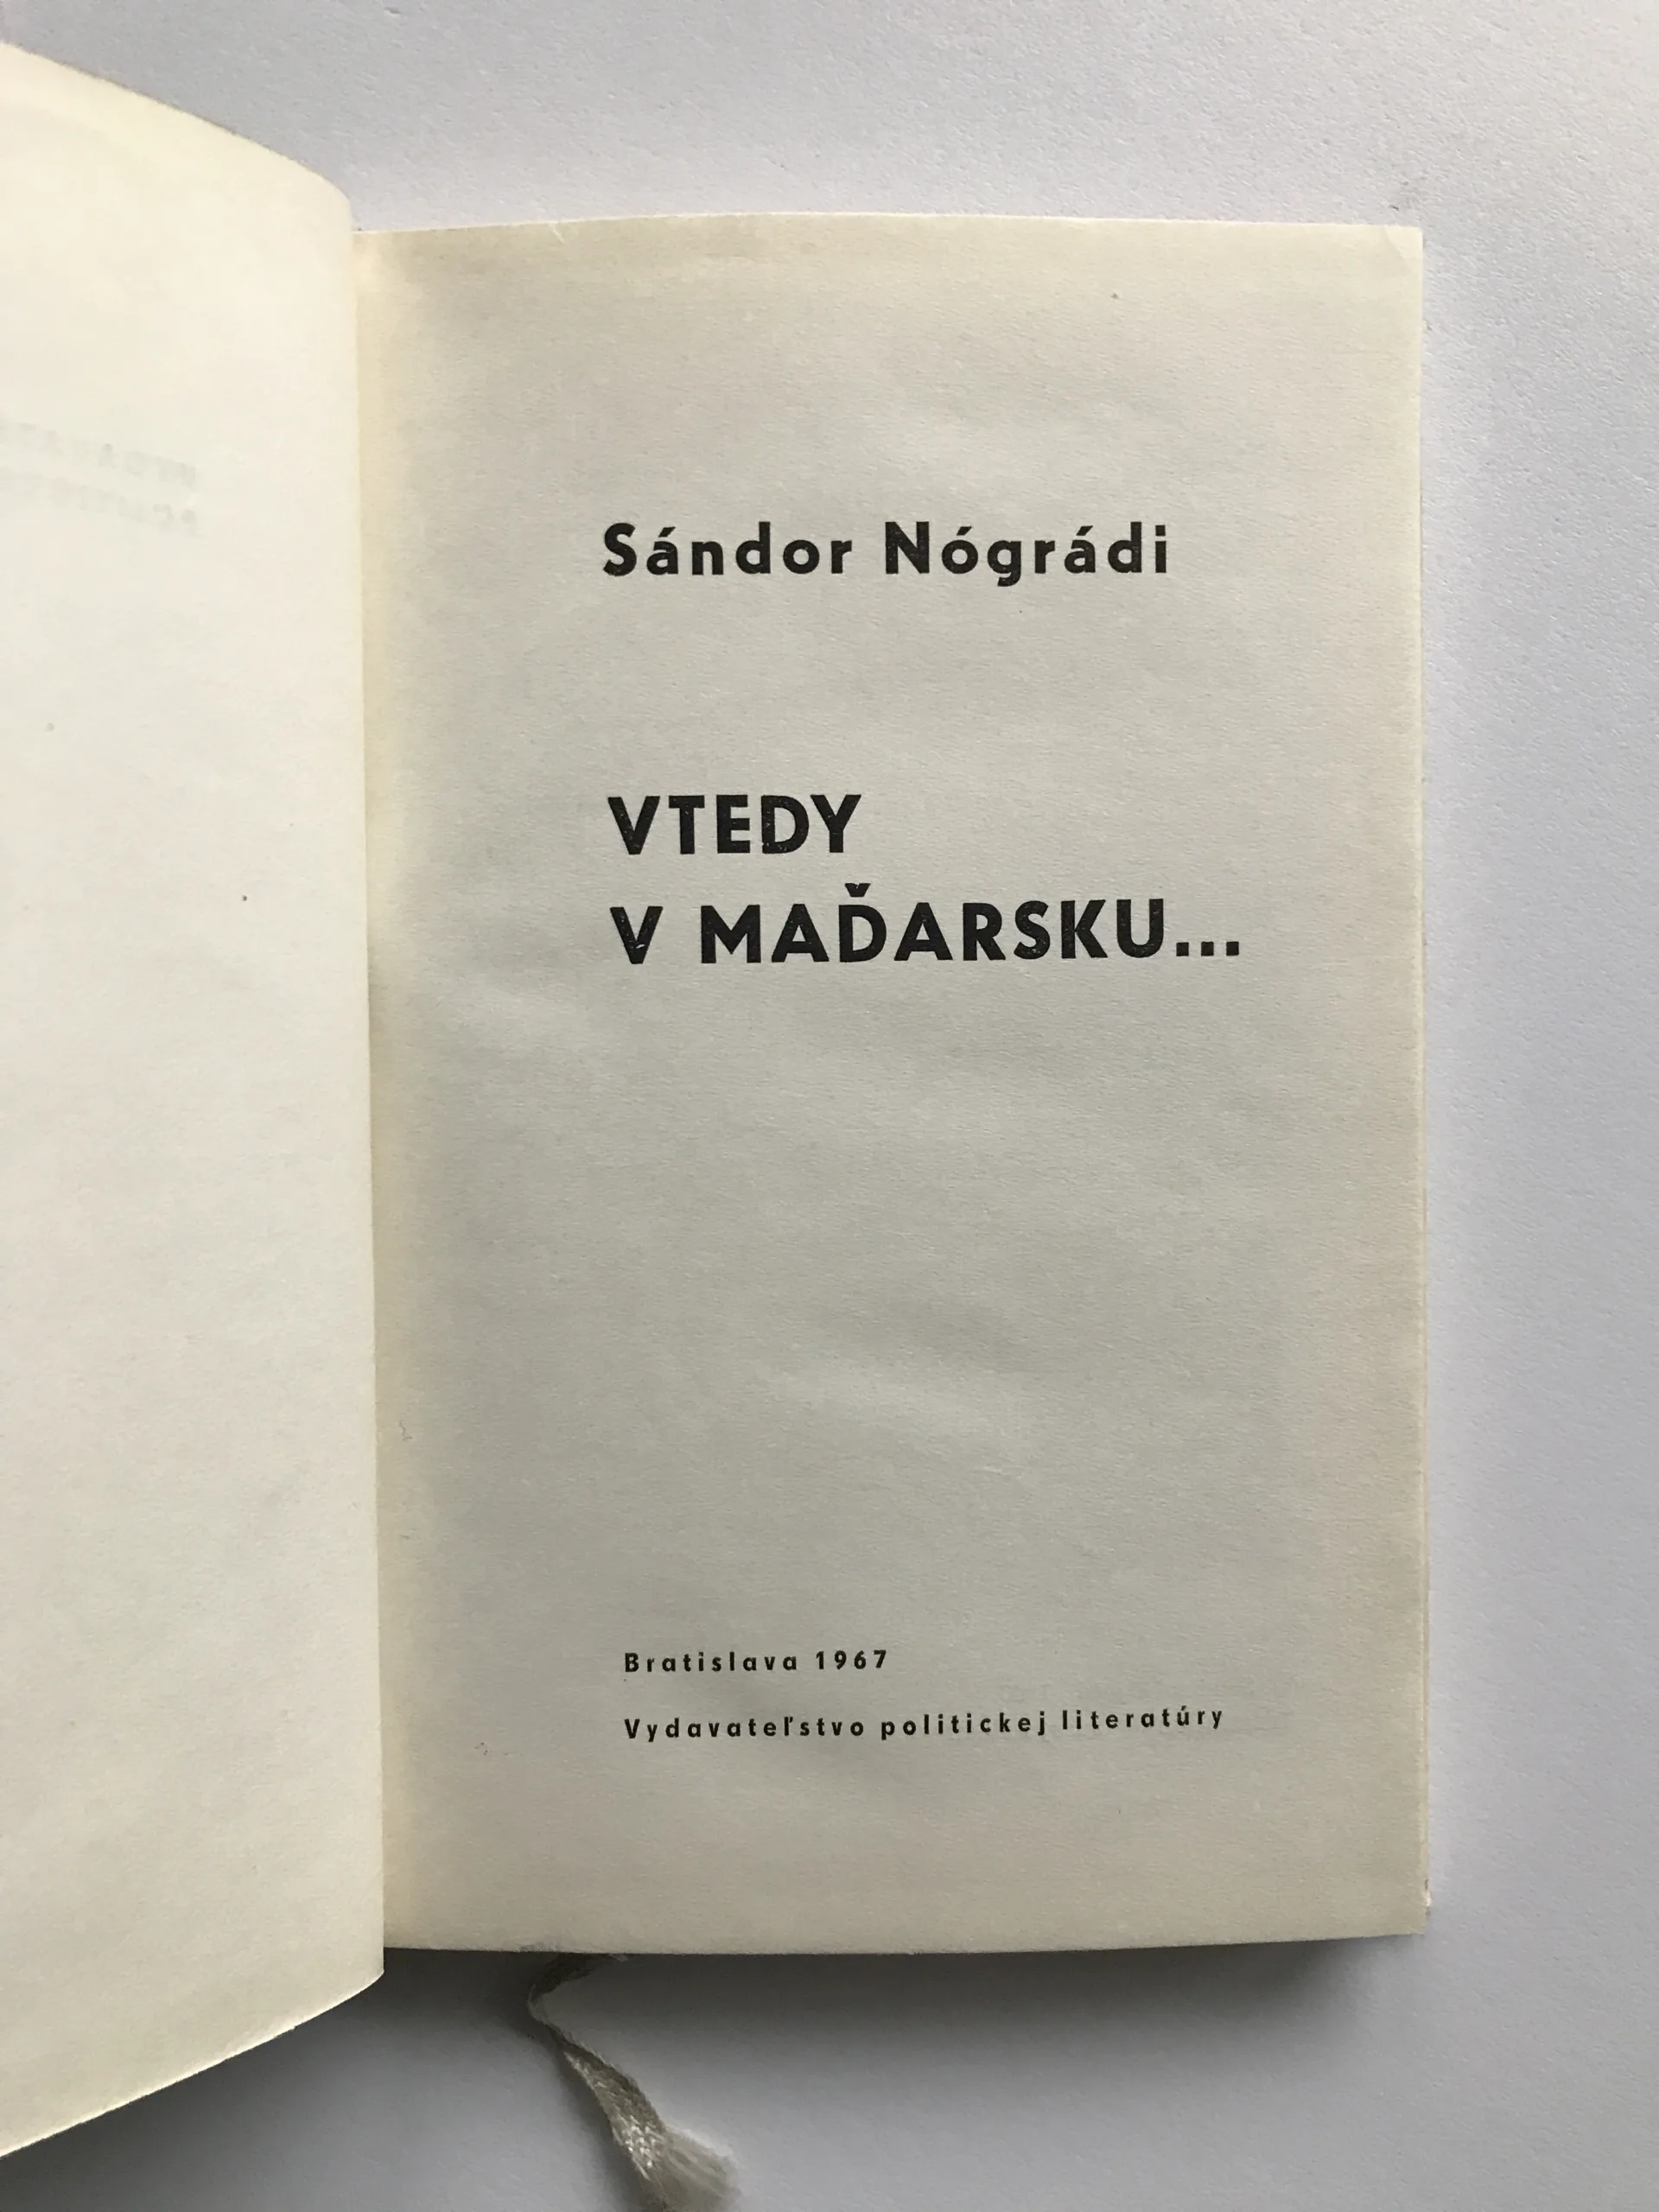 Sándor Nógrádi
VTEDY
V MAĎARSKU...
Bratislava 1967
Vydavateľstvo politickej literatúry